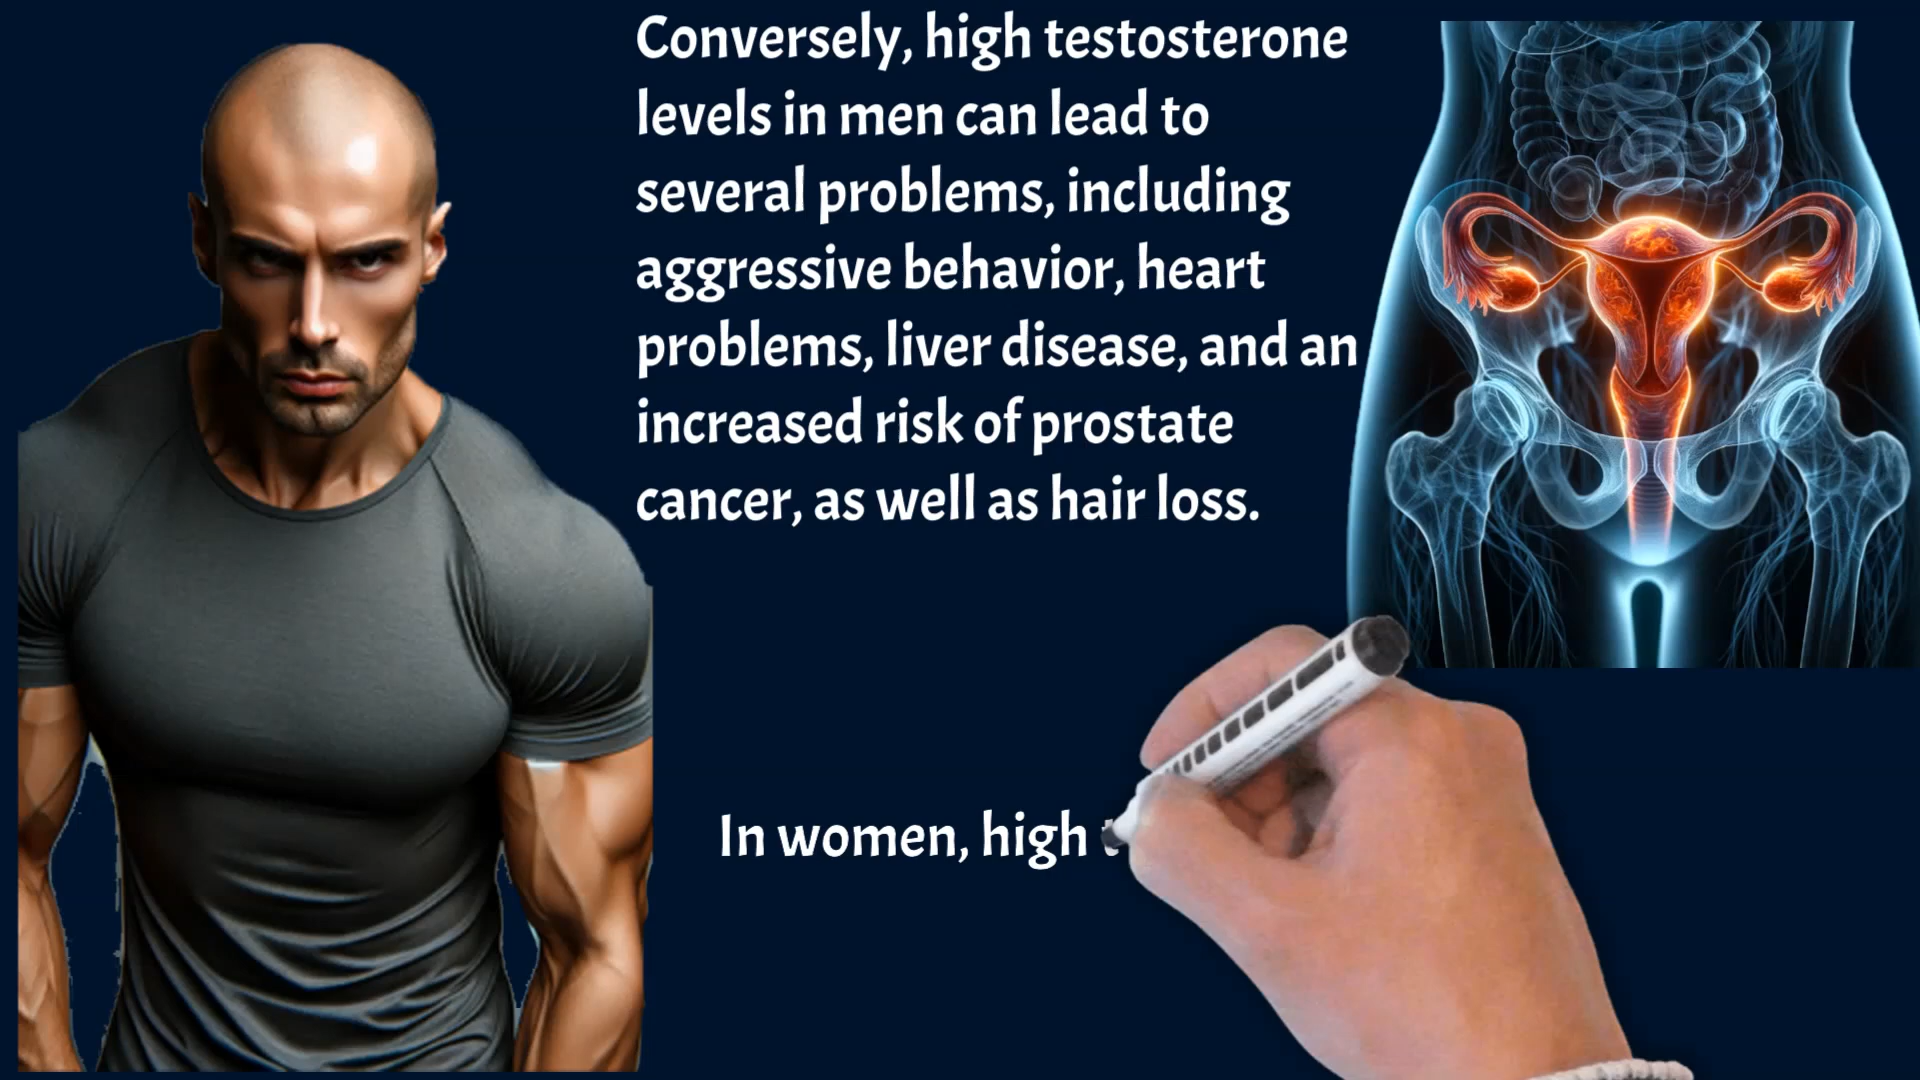 Conversely, high testosterone
levels in men can lead to
several problems, including
aggressive behavior, heart
problems, liver disease, and an
increased risk of prostate
cancer, as well as hair loss.
In women, high t